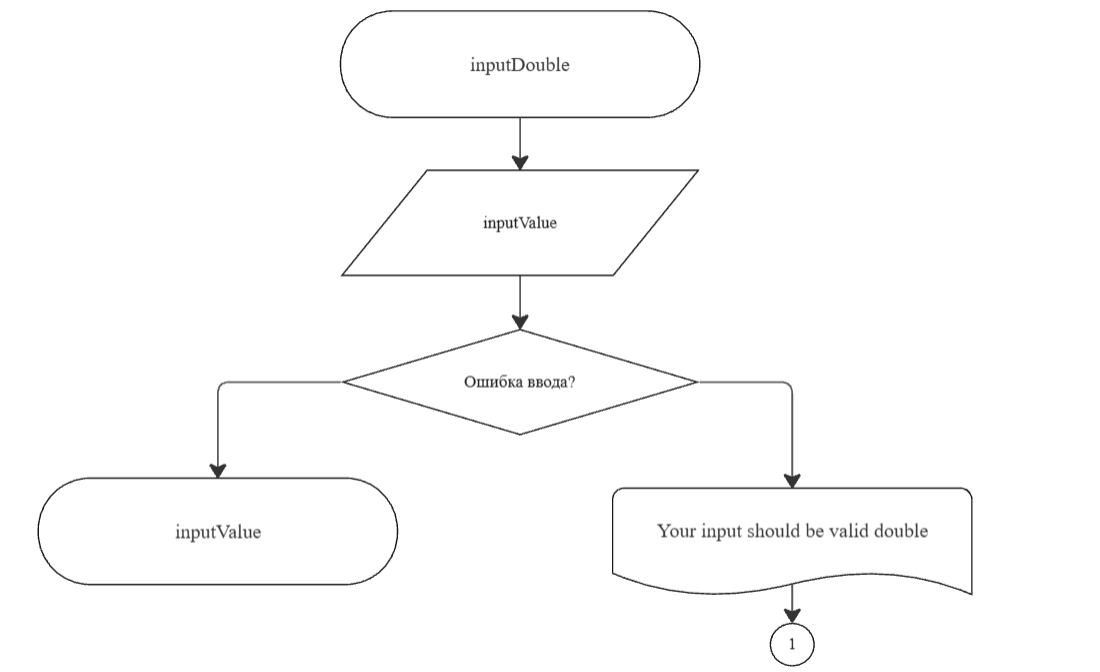 inputDouble
inputValue
Ошибка ввода?
inputValue
Your input should be valid double
1